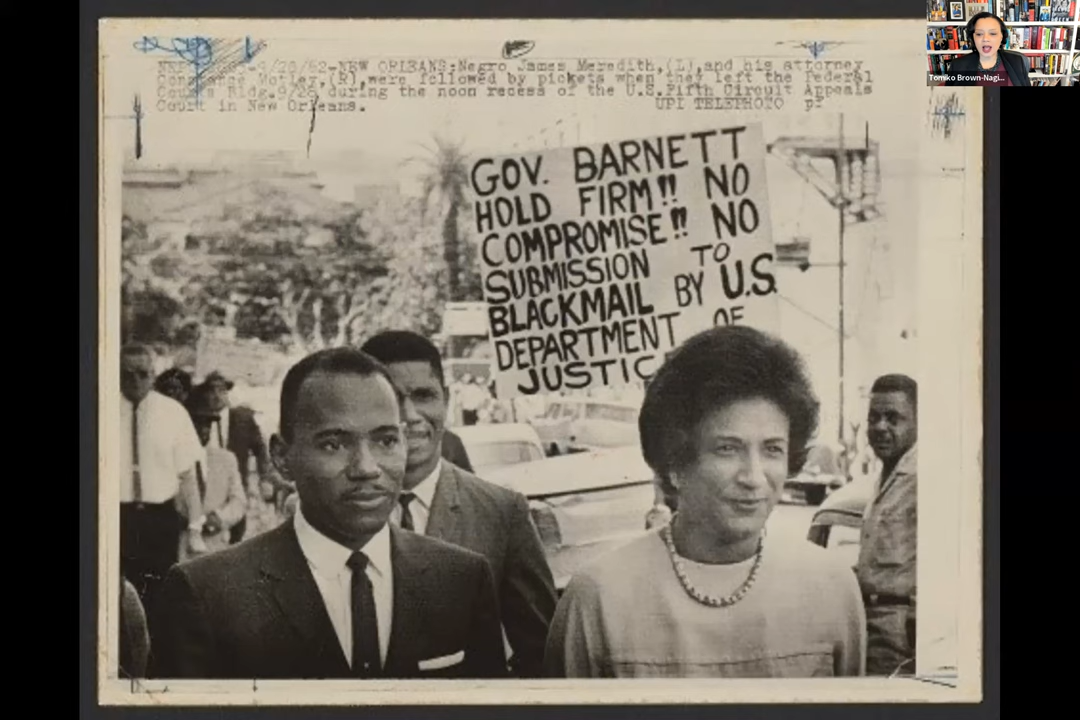 NEW ORLEANS:Negro James Meredith,(L),and his attorney
Constance Motley,(R),were followed by pickets when they left the Federal
Courts Bldg.9/28,during the noon recess of the U.S.Fifth Circuit Appeals
Court in New Orleans. UPI TELEPHOTO
GOV. BARNETT
HOLD FIRM!! NO
COMPROMISE!! NO
SUBMISSION TO
BLACKMAIL BY U.S.
DEPARTMENT OF
JUSTIC
Tomiko Brown-Nagi...